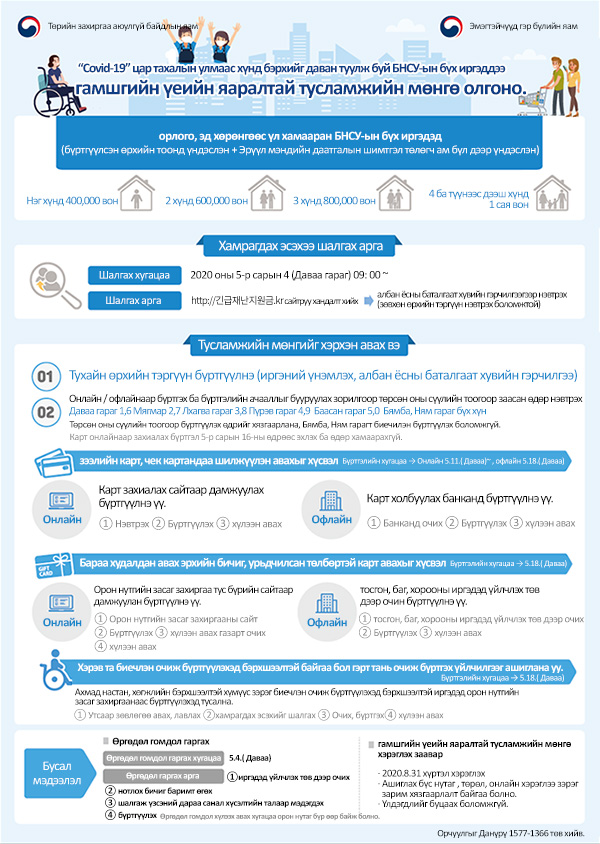 Төрийн захиргаа аюулгүй байдлын яам
Эмэгтэйчүүд гэр бүлийн яам
"Covid-19" цар тахалын улмаас хүнд бэрхийг даван туулж буй БНСУ-ын бүх иргэддээ
гамшгийн үеийн яаралтай тусламжийн мөнгө олгоно.
орлого, эд хөрөнгөөс үл хамааран БНСУ-ын бүх иргэдэд
(бүртгүүлсэн өрхийн тоонд үндэслэн + Эрүүл мэндийн даатгалын шимтгэл төлөгч ам бүл дээр үндэслэн)
Нэг хүнд 400,000 вон
2 хүнд 600,000 вон
3 хүнд 800,000 вон
4 ба түүнээс дээш хүнд
1 сая вон
Хамрагдах эсэхээ шалгах арга
Шалгах хугацаа
2020 оны 5-р сарын 4 (Даваа гараг) 09: 00 ~
Шалгах арга
http://긴급재난지원금.kr сайтруу хандалт хийх
албан ёсны баталгаат хувийн гэрчилгээгээр нэвтрэх
(зөвхөн өрхийн тэргүүн нэвтрэх боломжтой)
Тусламжийн мөнгийг хэрхэн авах вэ
01 Тухайн өрхийн тэргүүн бүртгүүлнэ (иргэний үнэмлэх, албан ёсны баталгаат хувийн гэрчилгээ)
02 Онлайн / офлайнаар бүртгэх ба бүртгэлийн ачааллыг бууруулах зорилгоор төрсөн оны сүүлийн тоогоор заасан өдөр нэвтрэх
Даваа гараг 1,6 Мягмар 2,7 Лхагва гараг 3,8 Пүрэв гараг 4,9 Баасан гараг 5,0 Бямба, Ням гараг бүх хүн
Төрсөн оны сүүлийн тоогоор бүртгүүлэх өдрийг хязгаарлана, Бямба, Ням гарагт биечилэн бүртгүүлэх боломжгүй.
Карт онлайнаар захиалах бүртгэл 5-р сарын 16-ны өдрөөс эхлэх ба өдөр хамаарахгүй.
зээлийн карт, чек картандаа шилжүүлэн авахыг хүсвэл Бүртгэлийн хугацаа → Онлайн 5.11.( Даваа)~ , офлайн 5.18.( Даваа)
Онлайн
Карт захиалах сайтаар дамжуулах
бүртгүүлнэ үү.
① Нэвтрэх ② Бүртгүүлэх ③ хүлээн авах
Офлайн
Карт холбуулах банканд бүртгүүлнэ үү.
① Банканд очих ② Бүртгүүлэх ③ хүлээн авах
GIFT CARD
Бараа худалдан авах эрхийн бичиг, урьдчилсан төлбөртэй карт авахыг хүсвэл Бүртгэлийн хугацаа → 5.18.( Даваа)
Онлайн
Орон нутгийн засаг захиргаа тус бүрийн сайтаар
дамжуулан бүртгүүлнэ үү.
① Орон нутгийн засаг захиргааны сайт
② Бүртгүүлэх ③ хүлээн авах газарт очих
④ хүлээн авах
Офлайн
тосгон, баг, хорооны иргэдэд үйлчлэх төв
дээр очин бүртгүүлнэ үү.
① тосгон, баг, хорооны иргэдэд үйлчлэх төв дээр очих
② Бүртгүүлэх ③ хүлээн авах
Хэрэв та биечлэн очиж бүртгүүлэхэд бэрхшээлтэй байгаа бол гэрт тань очиж бүртгэх үйлчилгээг ашиглана уу.
Бүртгэлийн хугацаа → 5.18.( Даваа)
Ахмад настан, хөгжлийн бэрхшээлтэй хүмүүс зэрэг биечлэн очиж бүртгүүлэхэд бэрхшээлтэй иргэдэд орон нутгийн
засаг захиргаанаас бүртгүүлэхэд тусална.
① Утсаар зөвлөгөө авах, лавлах ② хамрагдах эсэхийг шалгах ③ Очих, бүртгэх ④ хүлээн авах
Бусал
мэдээлэл
Өргөдөл гомдол гаргах
Өргөдөл гомдол гаргах хугацаа 5.4.( Даваа)
Өргөдөл гаргах арга ① иргэдэд үйлчлэх төв дээр очих
② нотлох бичиг баримт өгөх
③ шалгаж үзсэний дараа санал хүсэлтийн талаар мэдэгдэх
④ бүртгүүлэх Өргөдөл гомдол хүлээх авах хугацаа орон нутаг бүр өөр байж болно.
гамшгийн үеийн яаралтай тусламжийн мөнгө
хэрэглэх заавар
· 2020.8.31 хүртэл хэрэглэх
· Ашиглах бүс нутаг , төрөл, онлайн хэрэглээ зэрэг
зарим хязгаарлалт байгаа болно.
· Үлдэгдлийг буцаах боломжгүй.
Орчуулгыг Дануру 1577-1366 төв хийв.